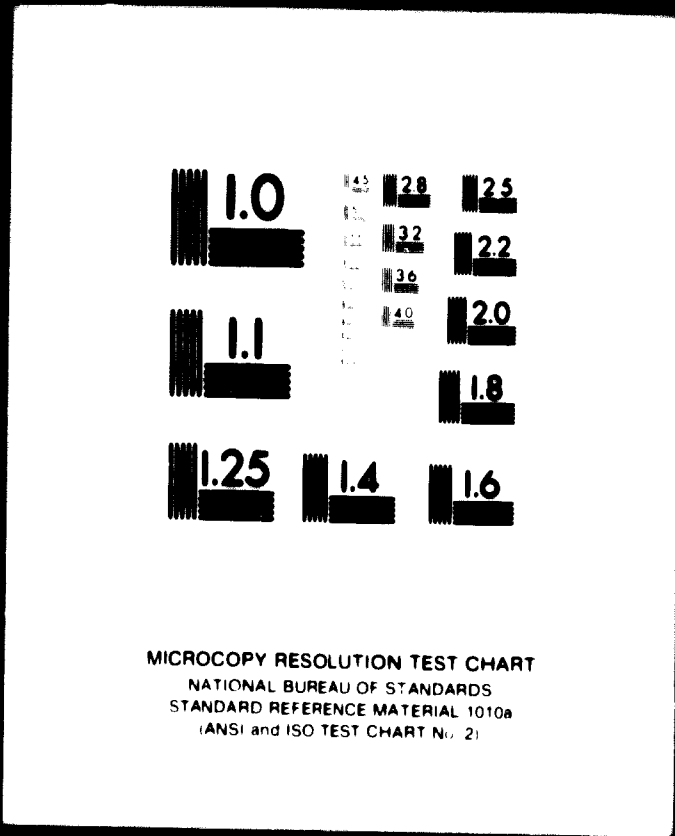 1.0
4.5 2.8 2.5
3.2 2.2
3.6
4.0 2.0
1.1
1.8
1.25 1.4 1.6
MICROCOPY RESOLUTION TEST CHART
NATIONAL BUREAU OF STANDARDS
STANDARD REFERENCE MATERIAL 1010a
(ANSI and ISO TEST CHART No. 2)